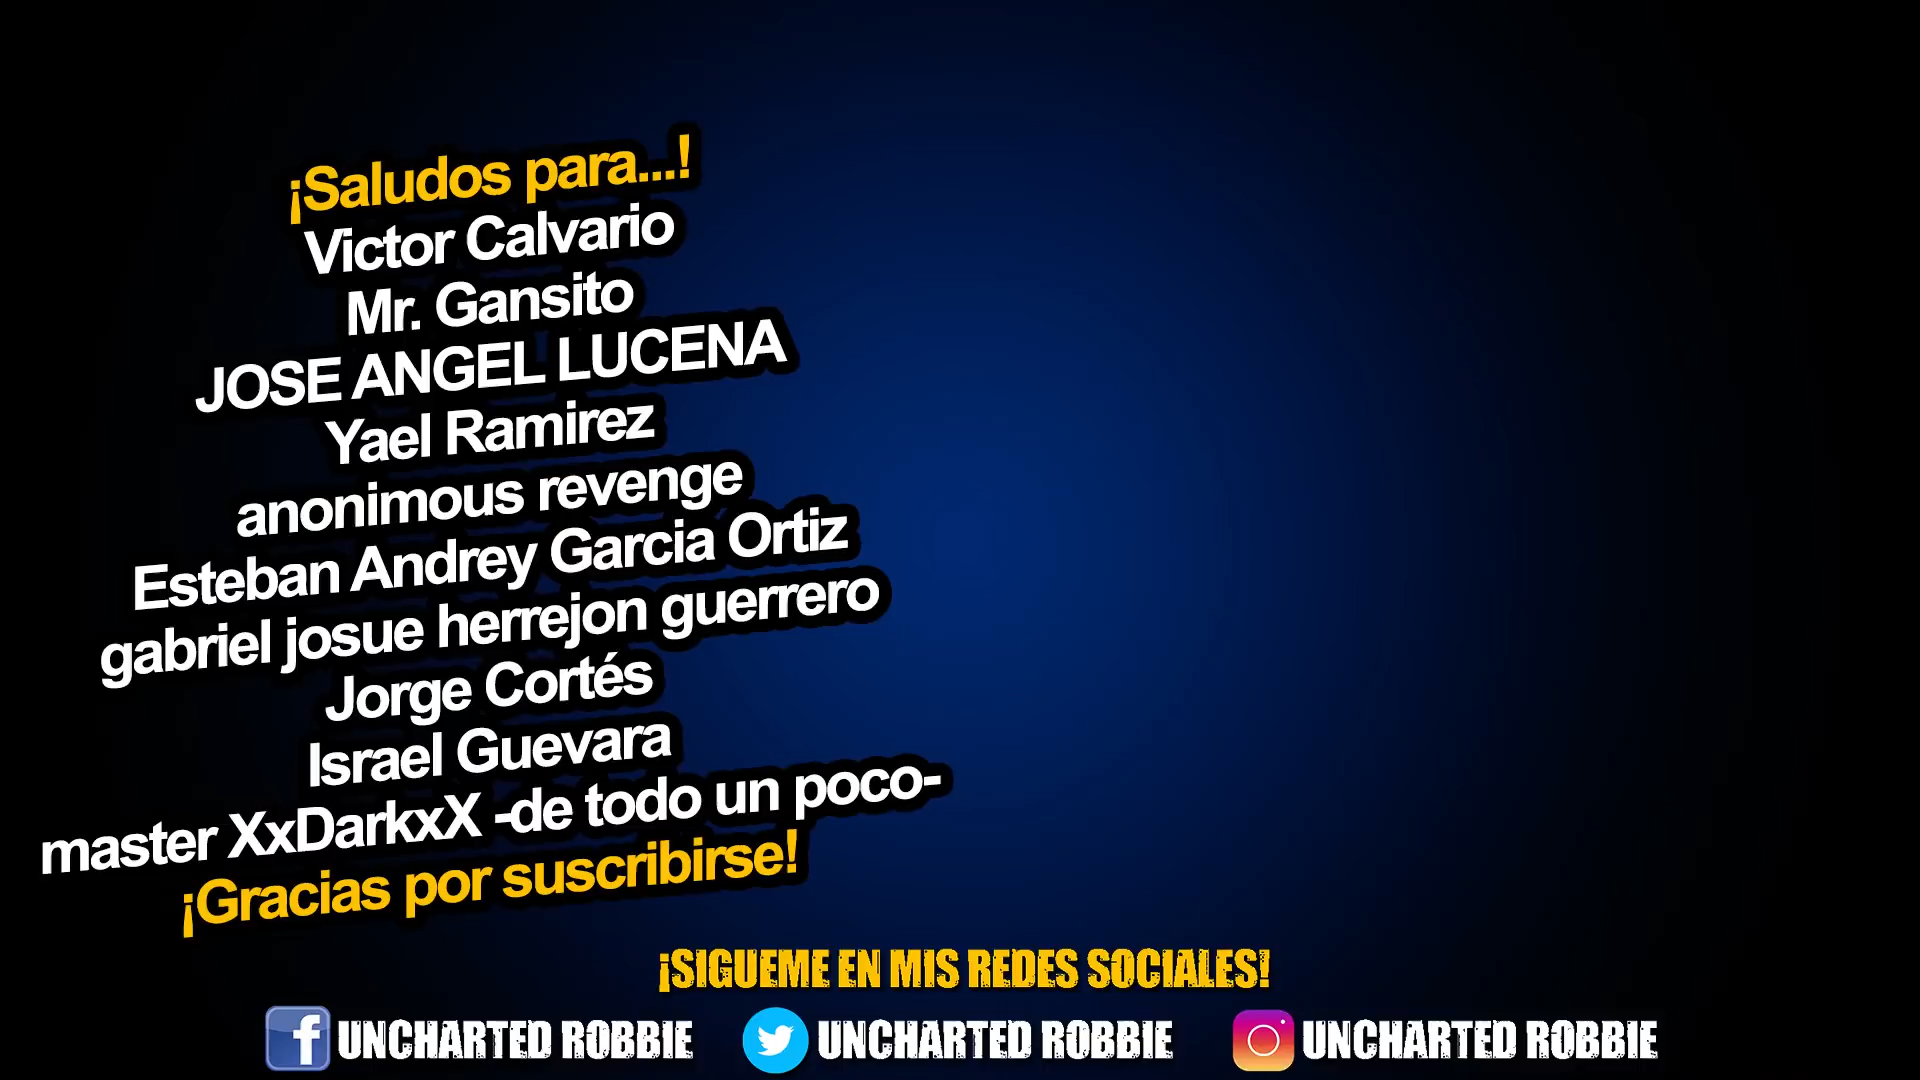 ¡Saludos para...!
Victor Calvario
Mr. Gansito
JOSE ANGEL LUCENA
Yael Ramirez
anonimous revenge
Esteban Andrey Garcia Ortiz
gabriel josue herrejon guerrero
Jorge Cortés
Israel Guevara
master XxDarkxX -de todo un poco-
¡Gracias por suscribirse!
¡SIGUEME EN MIS REDES SOCIALES!
UNCHARTED ROBBIE UNCHARTED ROBBIE UNCHARTED ROBBIE